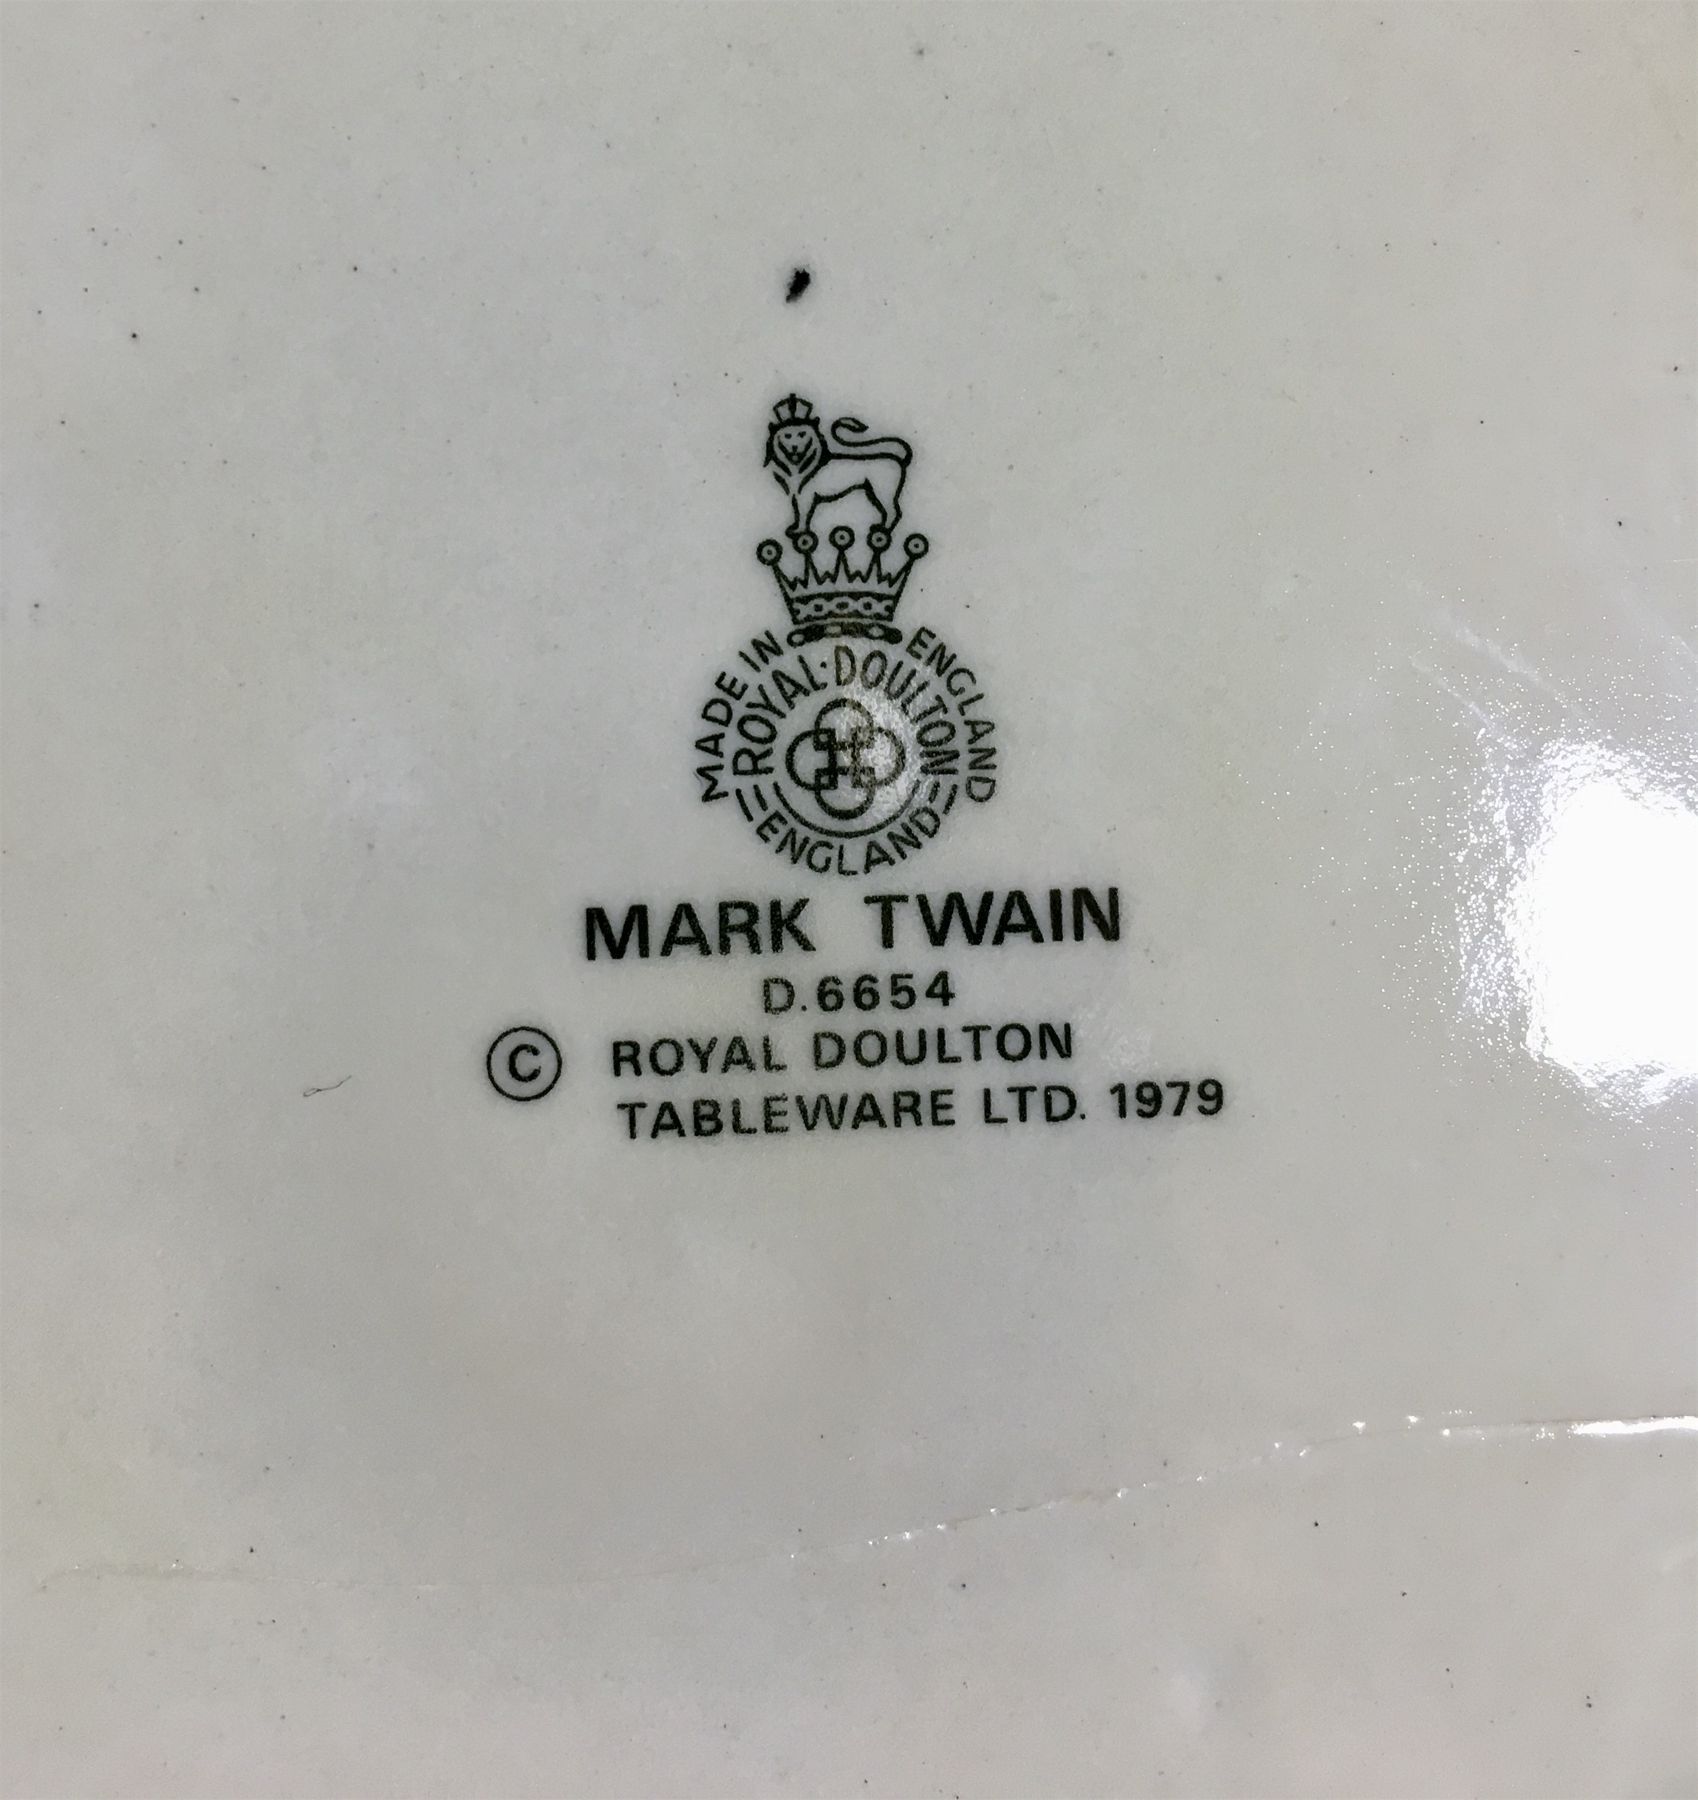 MADE IN ENGLAND
ROYAL·DOULTON
ENGLAND
MARK TWAIN
D.6654
© ROYAL DOULTON
TABLEWARE LTD. 1979